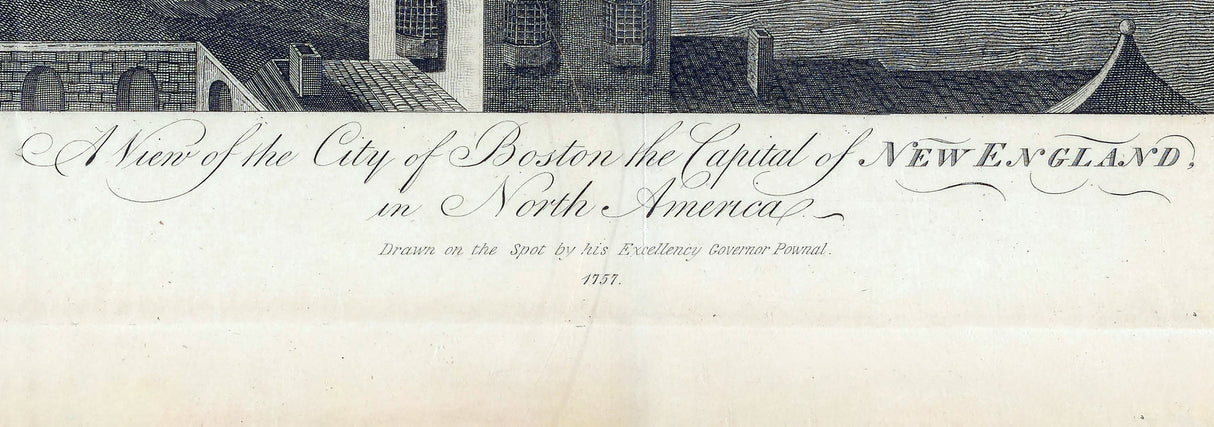 A View of the City of Boston the Capital of NEW ENGLAND,
in North America.
Drawn on the Spot by his Excellency Governor Pownal.
1757.